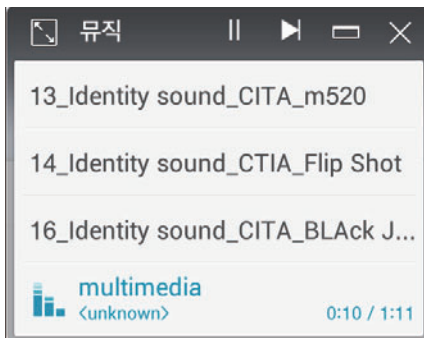 뮤직
13_Identity sound_CITA_m520
14_Identity sound_CTIA_Flip Shot
16_Identity sound_CITA_BLAck J...
multimedia
<unknown> 0:10 / 1:11